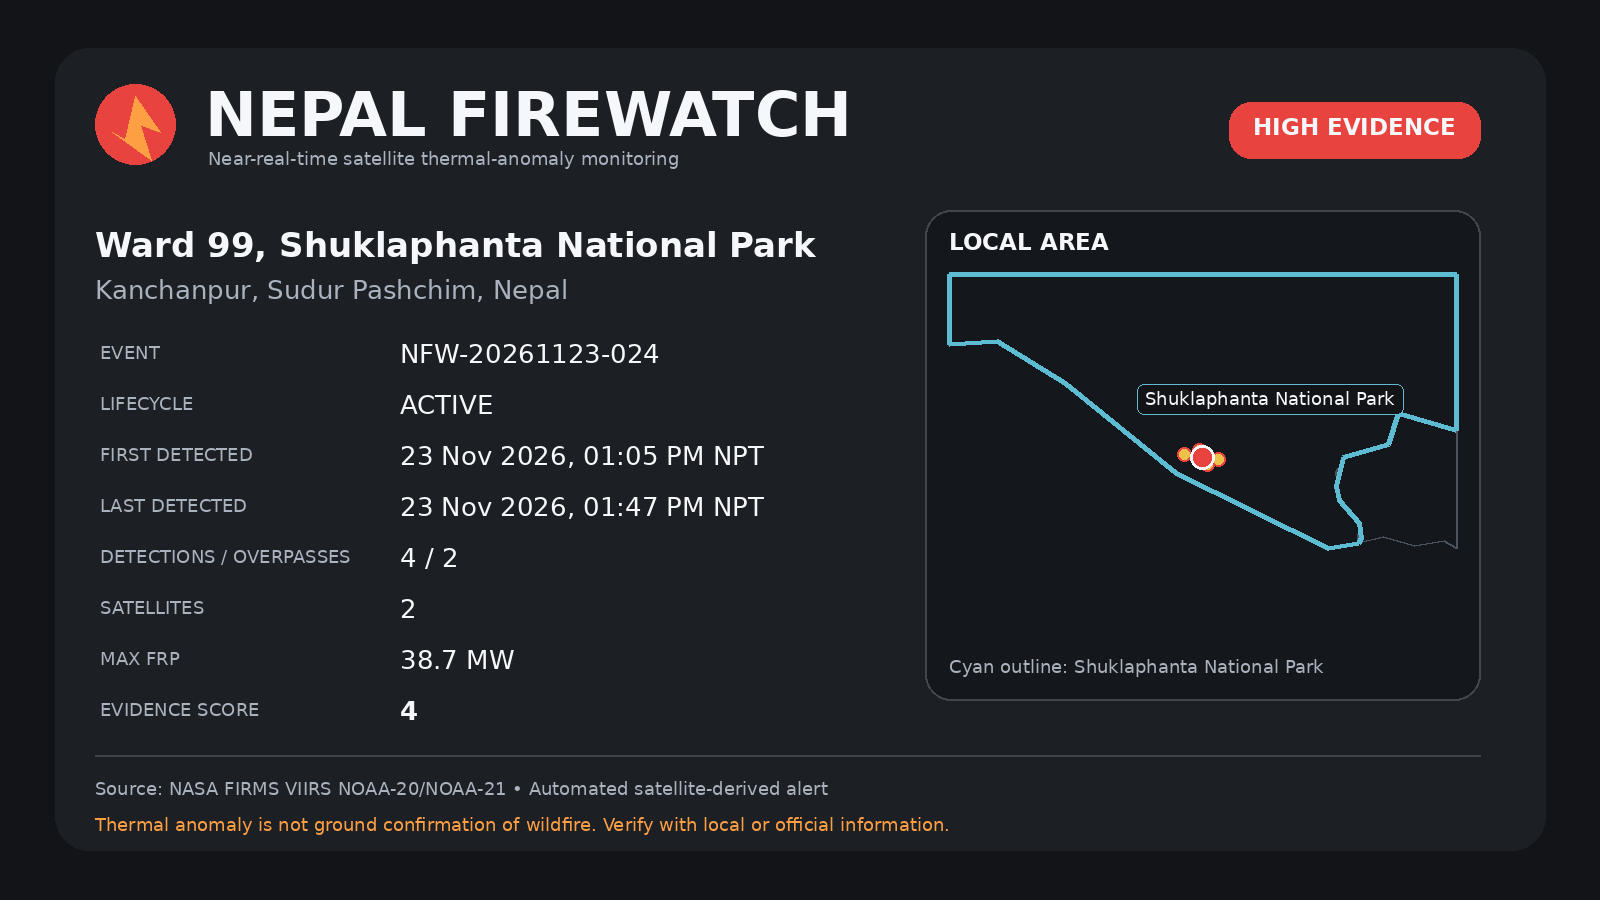 NEPAL FIREWATCH
Near-real-time satellite thermal-anomaly monitoring
HIGH EVIDENCE
Ward 99, Shuklaphanta National Park
Kanchanpur, Sudur Pashchim, Nepal
EVENT NFW-20261123-024
LIFECYCLE ACTIVE
FIRST DETECTED 23 Nov 2026, 01:05 PM NPT
LAST DETECTED 23 Nov 2026, 01:47 PM NPT
DETECTIONS / OVERPASSES 4 / 2
SATELLITES 2
MAX FRP 38.7 MW
EVIDENCE SCORE 4
LOCAL AREA
Shuklaphanta National Park
Cyan outline: Shuklaphanta National Park
Source: NASA FIRMS VIIRS NOAA-20/NOAA-21 • Automated satellite-derived alert
Thermal anomaly is not ground confirmation of wildfire. Verify with local or official information.